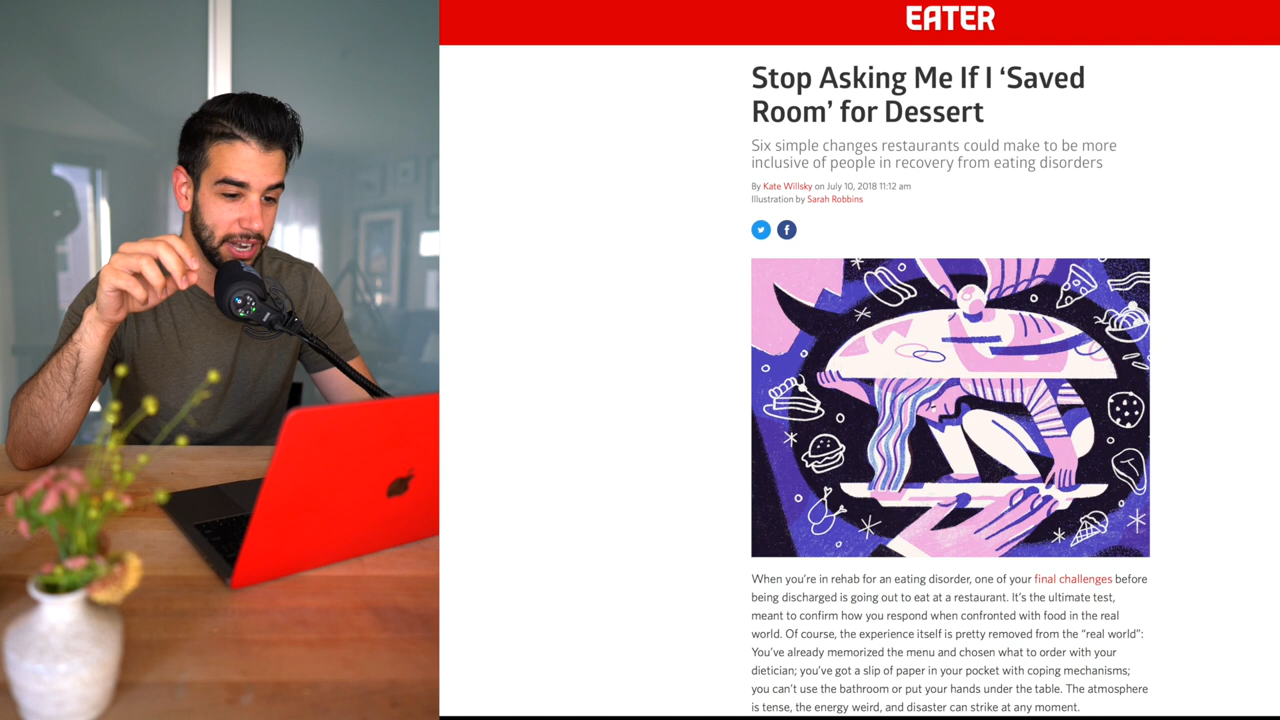 EATER
Stop Asking Me If I ‘Saved
Room’ for Dessert
Six simple changes restaurants could make to be more
inclusive of people in recovery from eating disorders
By Kate Willsky on July 10, 2018 11:12 am
Illustration by Sarah Robbins
When you’re in rehab for an eating disorder, one of your final challenges before
being discharged is going out to eat at a restaurant. It’s the ultimate test,
meant to confirm how you respond when confronted with food in the real
world. Of course, the experience itself is pretty removed from the “real world”:
You’ve already memorized the menu and chosen what to order with your
dietician; you’ve got a slip of paper in your pocket with coping mechanisms;
you can’t use the bathroom or put your hands under the table. The atmosphere
is tense, the energy weird, and disaster can strike at any moment.